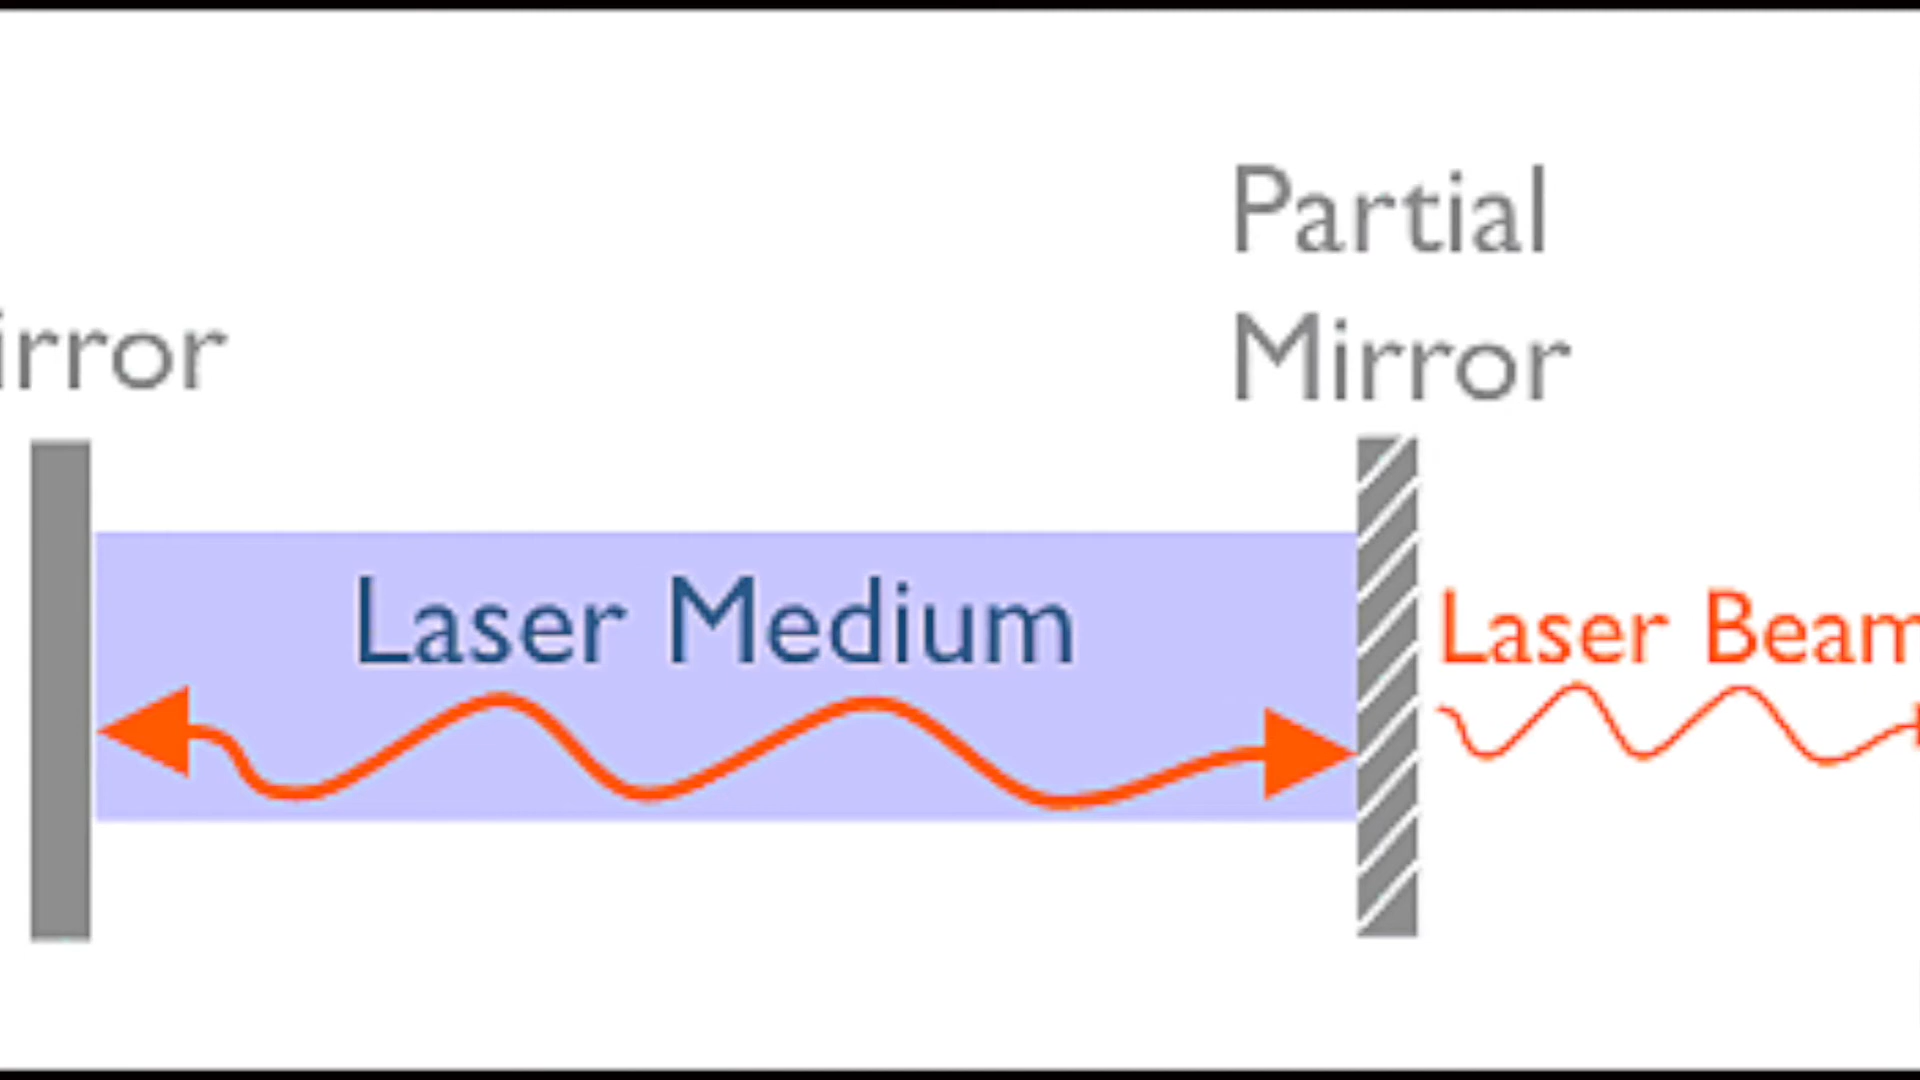 Partial
Mirror
irror
Laser Medium
Laser Beam